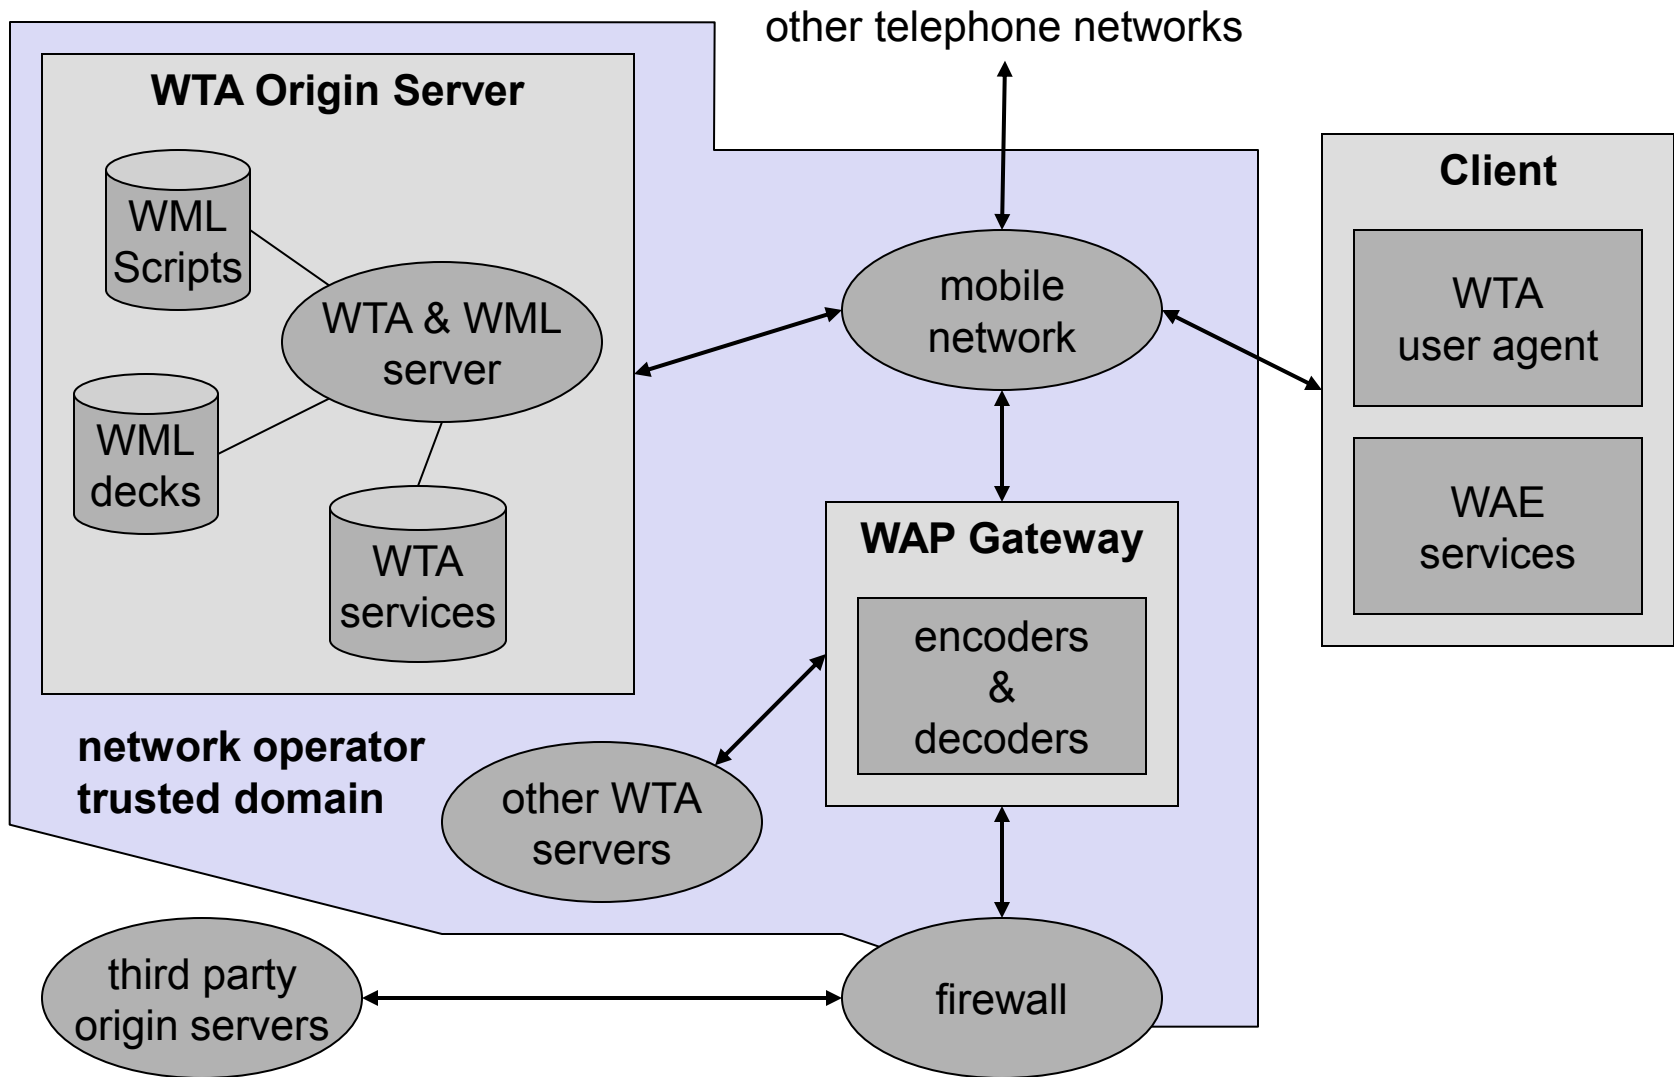 other telephone networks
WTA Origin Server
WML
Scripts
WTA & WML
server
WML
decks
WTA
services
network operator
trusted domain
mobile
network
Client
WTA
user agent
WAE
services
WAP Gateway
encoders
&
decoders
other WTA
servers
third party
origin servers
firewall